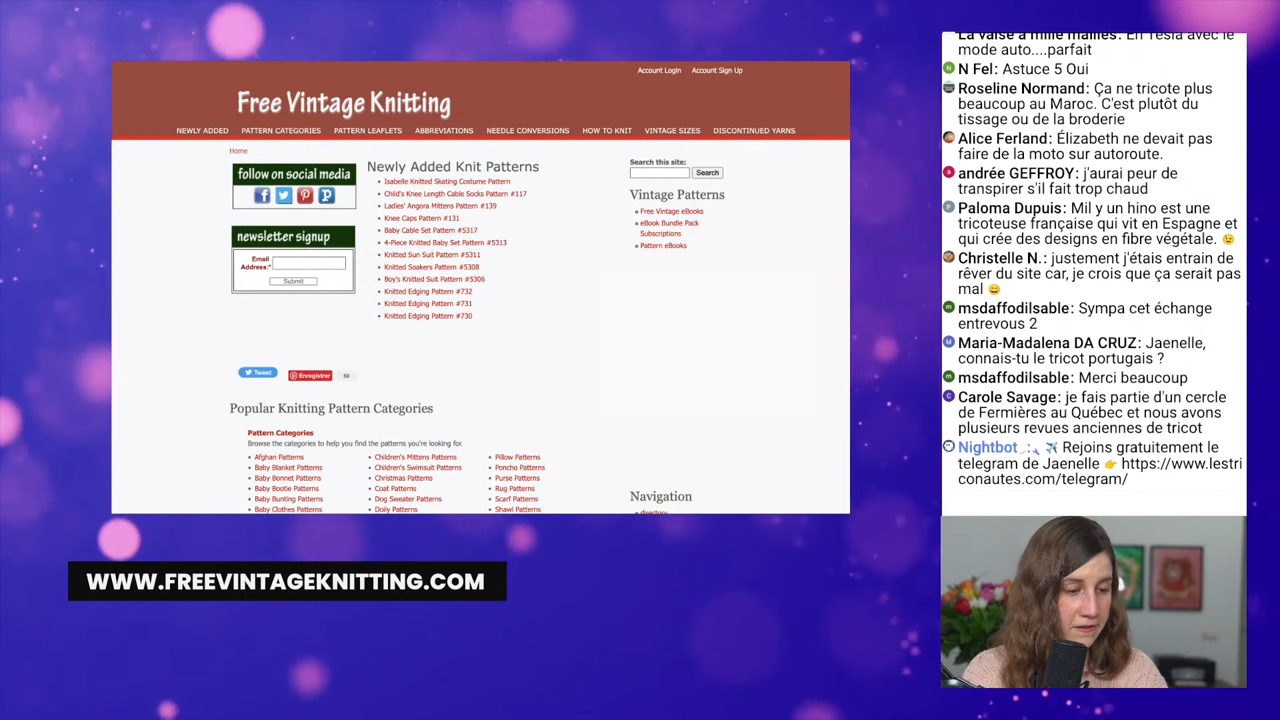 Account Login Account Sign Up
Free Vintage Knitting
NEWLY ADDED PATTERN CATEGORIES PATTERN LEAFLETS ABBREVIATIONS NEEDLE CONVERSIONS HOW TO KNIT VINTAGE SIZES DISCONTINUED YARNS
Home
follow on social media
newsletter signup
Email
Address:*
Submit
Newly Added Knit Patterns
Isabelle Knitted Skating Costume Pattern
Child's Knee Length Cable Socks Pattern #117
Ladies' Angora Mittens Pattern #139
Knee Caps Pattern #131
Baby Cable Set Pattern #5317
4-Piece Knitted Baby Set Pattern #5313
Knitted Sun Suit Pattern #5311
Knitted Soakers Pattern #5308
Boy's Knitted Suit Pattern #5306
Knitted Edging Pattern #732
Knitted Edging Pattern #731
Knitted Edging Pattern #730
Search this site:
Search
Vintage Patterns
Free Vintage eBooks
eBook Bundle Pack
Subscriptions
Pattern eBooks
Tweet
Enregistrer
56
Popular Knitting Pattern Categories
Pattern Categories
Browse the categories to help you find the patterns you're looking for.
Afghan Patterns Children's Mittens Patterns Pillow Patterns
Baby Blanket Patterns Children's Swimsuit Patterns Poncho Patterns
Baby Bonnet Patterns Christmas Patterns Purse Patterns
Baby Bootie Patterns Coat Patterns Rug Patterns
Baby Bunting Patterns Dog Sweater Patterns Scarf Patterns
Baby Clothes Patterns Doily Patterns Shawl Patterns
Navigation
directory
WWW.FREEVINTAGEKNITTING.COM
La valse à mille mailles: En Tesla avec le
mode auto....parfait
N Fel: Astuce 5 Oui
Roseline Normand: Ça ne tricote plus
beaucoup au Maroc. C'est plutôt du
tissage ou de la broderie
Alice Ferland: Élizabeth ne devait pas
faire de la moto sur autoroute.
andrée GEFFROY: j'aurai peur de
transpirer s'il fait trop chaud
Paloma Dupuis: Mil y un hino est une
tricoteuse française qui vit en Espagne et
qui crée des designs en fibre végétale. 😉
Christelle N.: justement j'étais entrain de
rêver du site car, je crois que ça serait pas
mal 😄
msdaffodilsable: Sympa cet échange
entrevous 2
Maria-Madalena DA CRUZ: Jaenelle,
connais-tu le tricot portugais ?
msdaffodilsable: Merci beaucoup
Carole Savage: je fais partie d'un cercle
de Fermières au Québec et nous avons
plusieurs revues anciennes de tricot
Nightbot: ✈️ Rejoins gratuitement le
telegram de Jaenelle 👉 https://www.lestri
conautes.com/telegram/